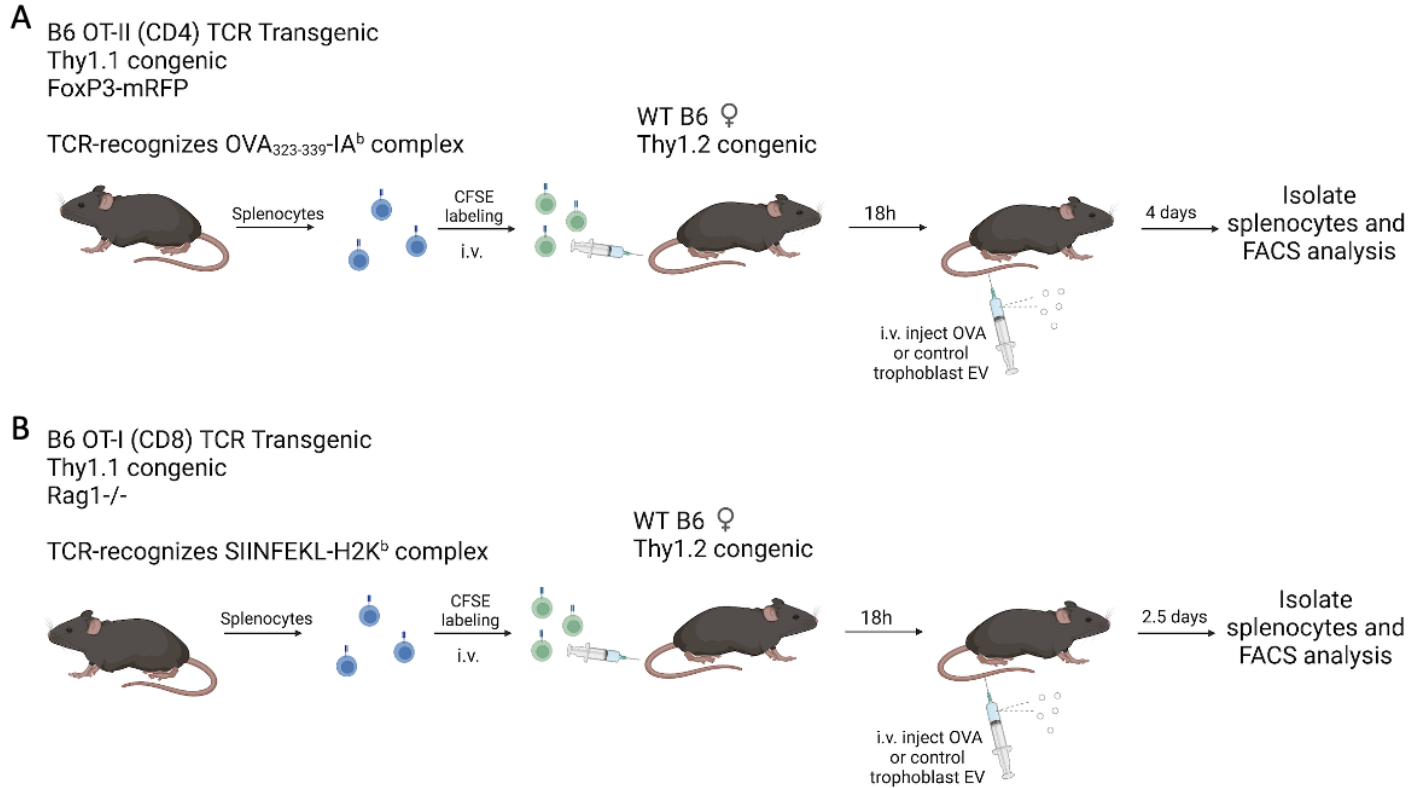 A
B6 OT-II (CD4) TCR Transgenic
Thy1.1 congenic
FoxP3-mRFP
TCR-recognizes OVA₃₂₃₋₃₃₉-IAᵇ complex
WT B6 ♀
Thy1.2 congenic
Splenocytes
CFSE
labeling
i.v.
18h
i.v. inject OVA
or control
trophoblast EV
4 days
Isolate
splenocytes and
FACS analysis
B
B6 OT-I (CD8) TCR Transgenic
Thy1.1 congenic
Rag1-/-
TCR-recognizes SIINFEKL-H2Kᵇ complex
WT B6 ♀
Thy1.2 congenic
Splenocytes
CFSE
labeling
i.v.
18h
i.v. inject OVA
or control
trophoblast EV
2.5 days
Isolate
splenocytes and
FACS analysis